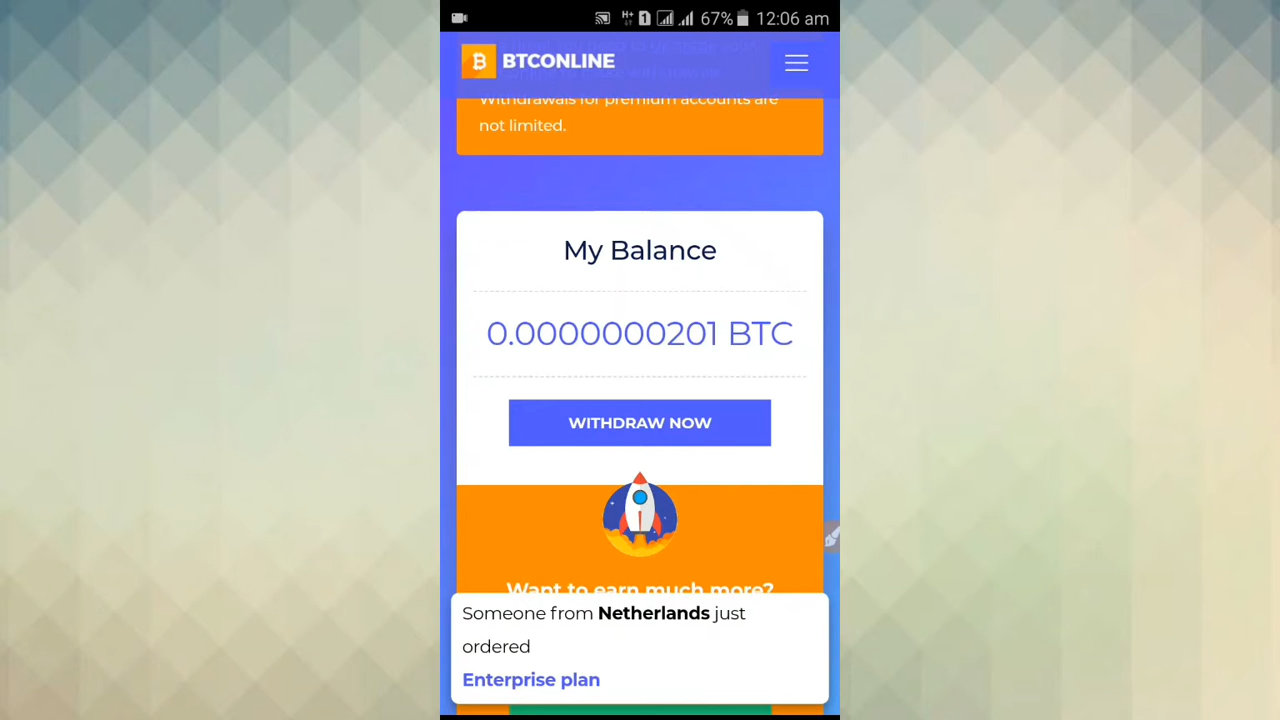 67% 12:06 am
BTCONLINE
Withdrawals for premium accounts are
not limited.
My Balance
0.0000000201 BTC
WITHDRAW NOW
Want to earn much more?
Someone from Netherlands just
ordered
Enterprise plan